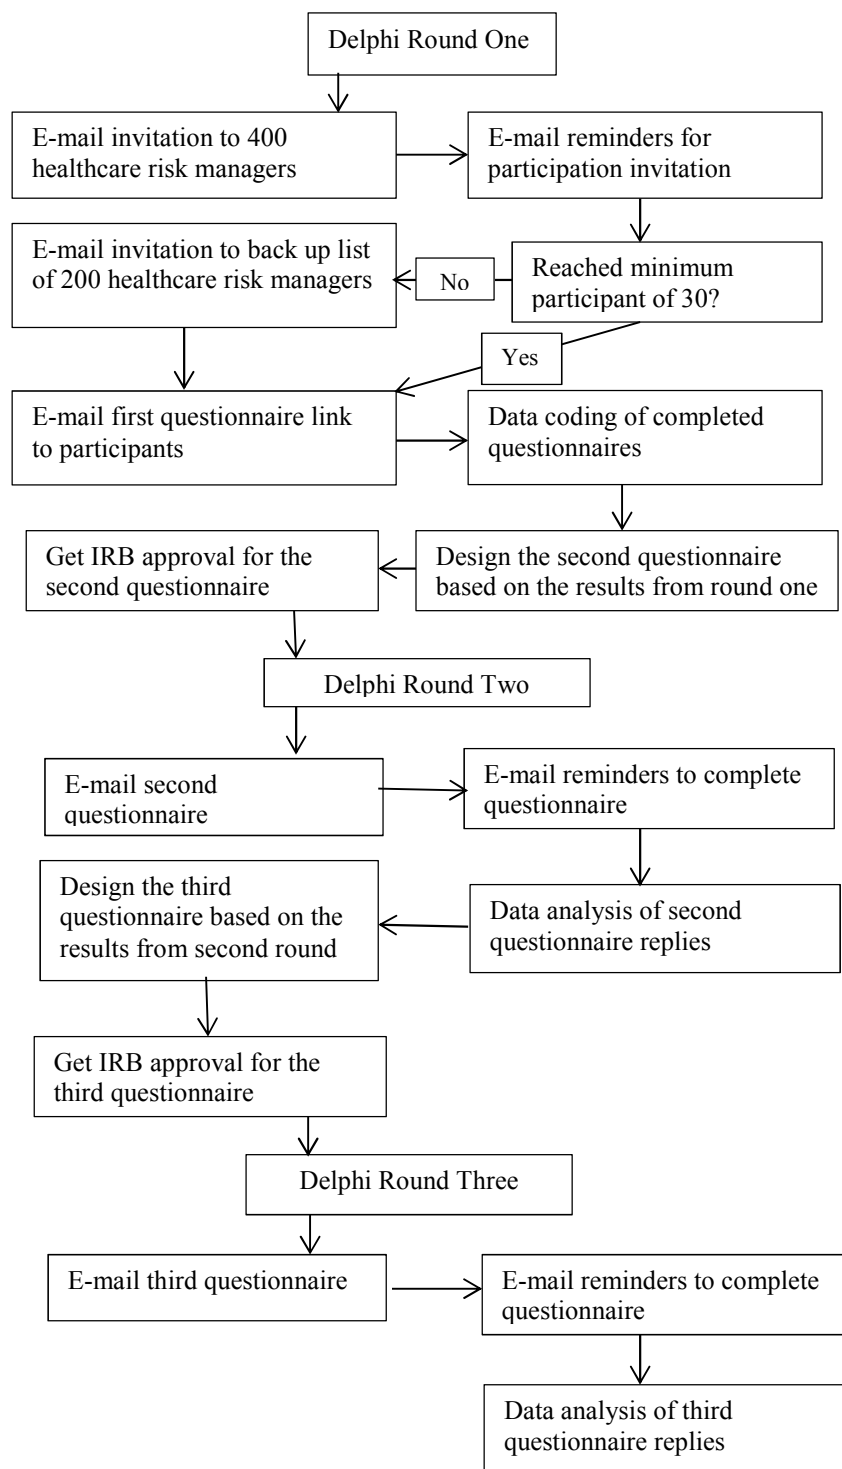 Delphi Round One
E-mail invitation to 400
healthcare risk managers
E-mail reminders for
participation invitation
E-mail invitation to back up list
of 200 healthcare risk managers
No
Reached minimum
participant of 30?
Yes
E-mail first questionnaire link
to participants
Data coding of completed
questionnaires
Get IRB approval for the
second questionnaire
Design the second questionnaire
based on the results from round one
Delphi Round Two
E-mail second
questionnaire
E-mail reminders to complete
questionnaire
Design the third
questionnaire based on the
results from second round
Data analysis of second
questionnaire replies
Get IRB approval for the
third questionnaire
Delphi Round Three
E-mail third questionnaire
E-mail reminders to complete
questionnaire
Data analysis of third
questionnaire replies